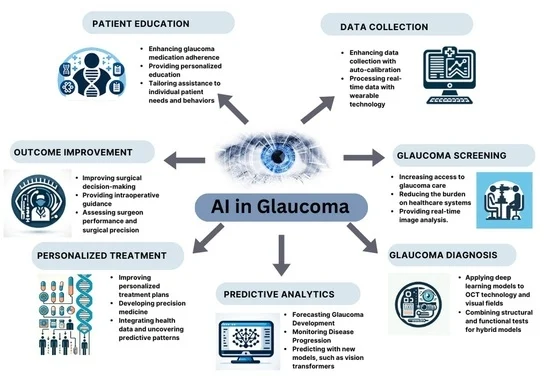 PATIENT EDUCATION
Enhancing glaucoma
medication adherence
Providing personalized
education
Tailoring assistance to
individual patient
needs and behaviors
DATA COLLECTION
Enhancing data
collection with
auto-calibration
Processing real-
time data with
wearable
technology
OUTCOME IMPROVEMENT
Improving surgical
decision-making
Providing intraoperative
guidance
Assessing surgeon
performance and
surgical precision
GLAUCOMA SCREENING
Increasing access to
glaucoma care
Reducing the burden
on healthcare systems
Providing real-time
image analysis.
AI in Glaucoma
PERSONALIZED TREATMENT
Improving
personalized
treatment plans
Developing precision
medicine
Integrating health
data and uncovering
predictive patterns
PREDICTIVE ANALYTICS
Forecasting Glaucoma
Development
Monitoring Disease
Progression
Predicting with new
models, such as vision
transformers
GLAUCOMA DIAGNOSIS
Applying deep
learning models to
OCT technology and
visual fields
Combining structural
and functional tests
for hybrid models